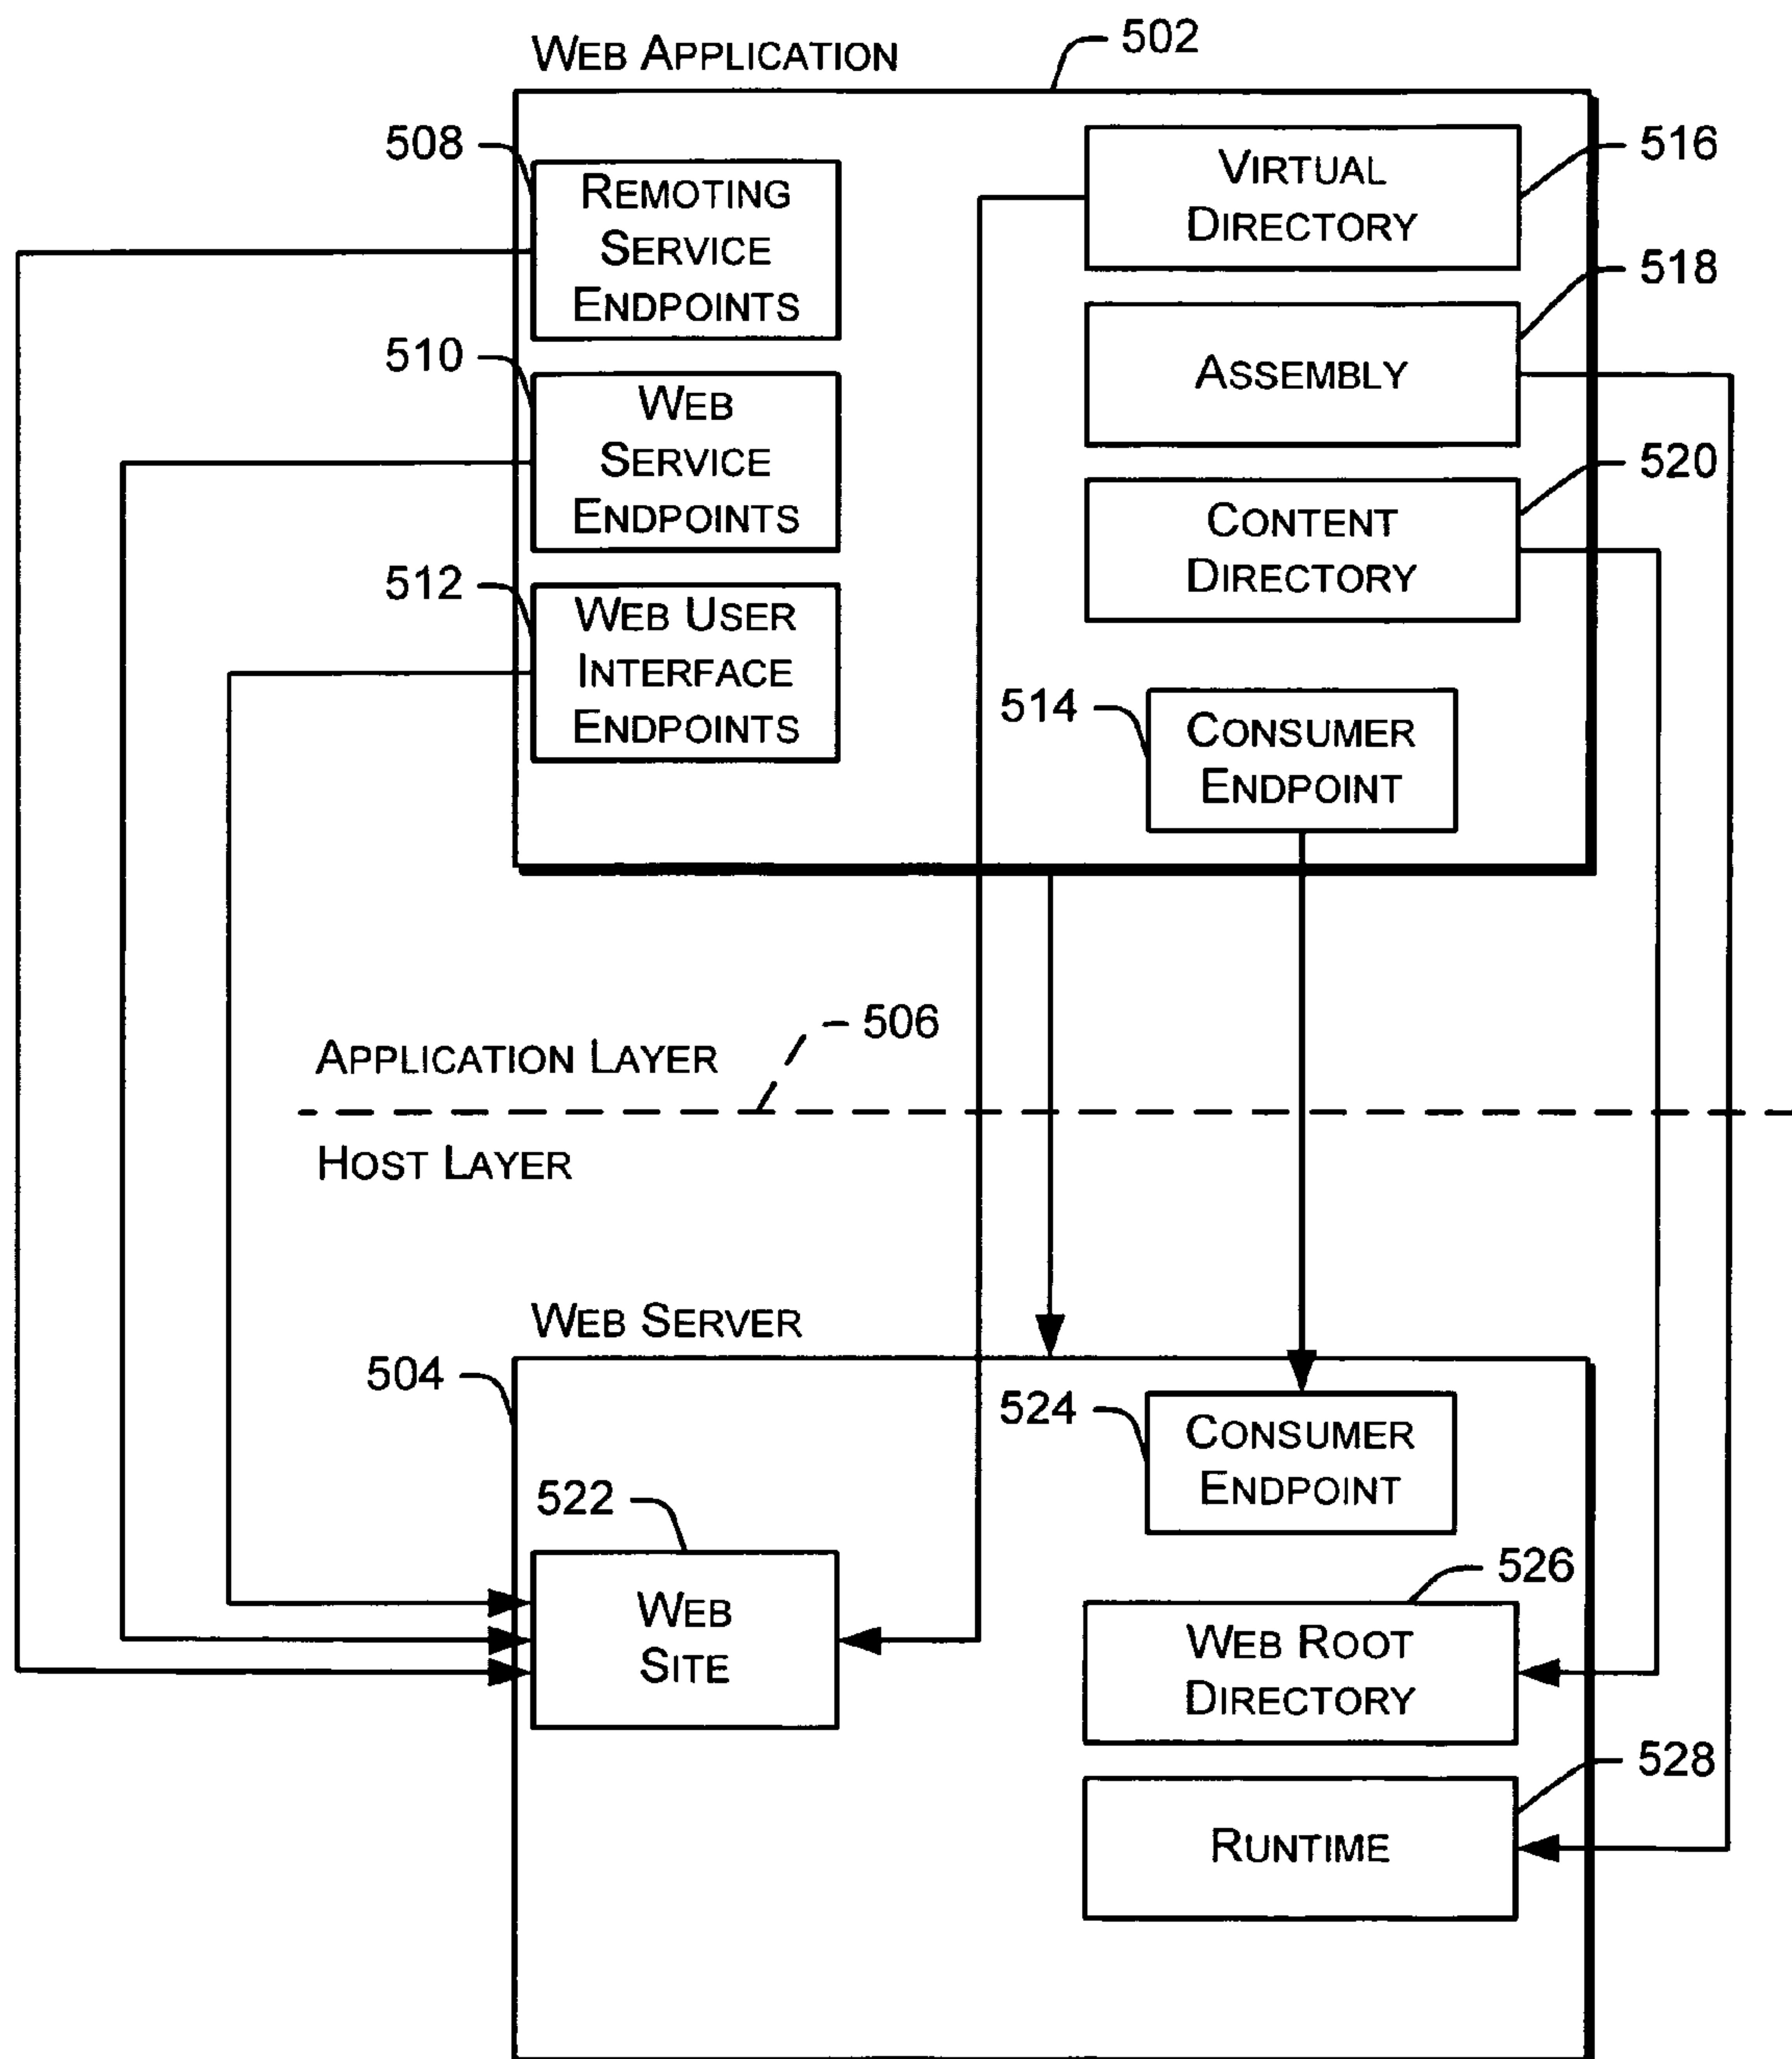 WEB APPLICATION
502
508
REMOTING
SERVICE
ENDPOINTS
510
WEB
SERVICE
ENDPOINTS
512
WEB USER
INTERFACE
ENDPOINTS
VIRTUAL
DIRECTORY
516
ASSEMBLY
518
CONTENT
DIRECTORY
520
514
CONSUMER
ENDPOINT
506
APPLICATION LAYER
HOST LAYER
WEB SERVER
504
522
WEB
SITE
524
CONSUMER
ENDPOINT
526
WEB ROOT
DIRECTORY
528
RUNTIME